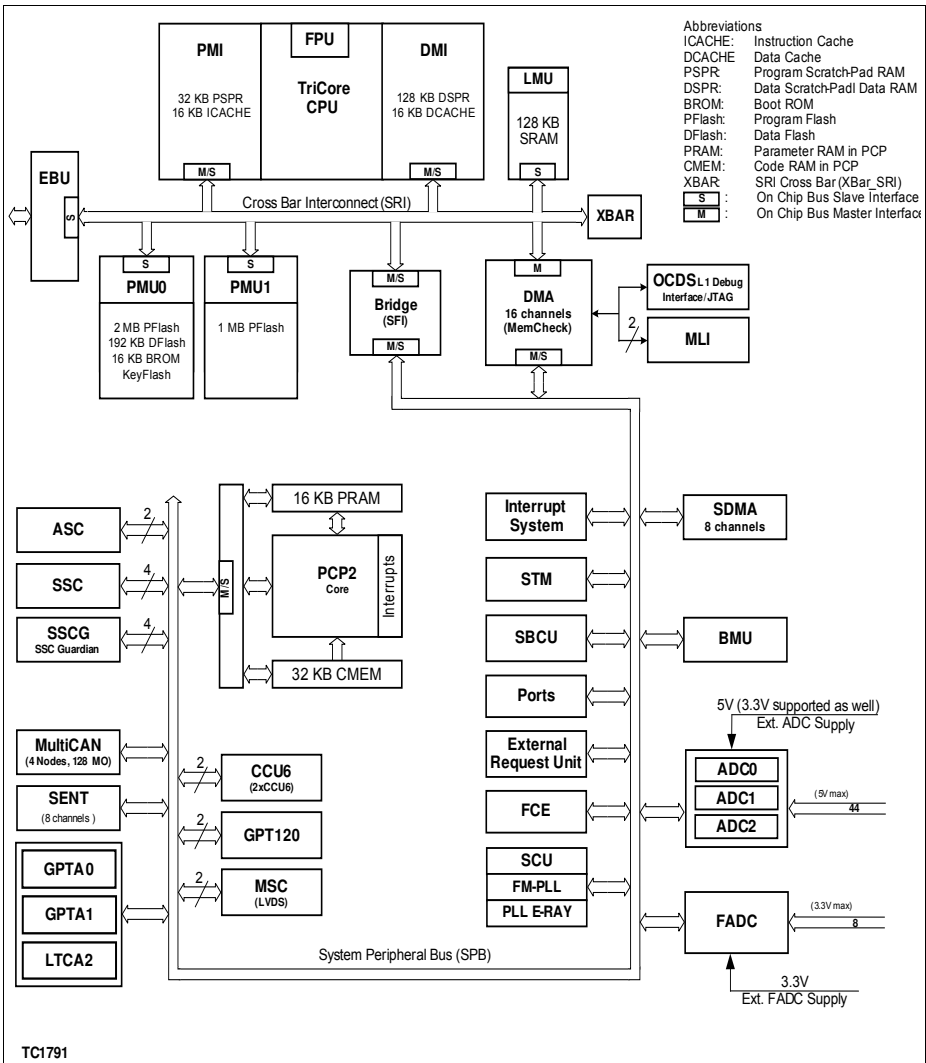 PMI
32 KB PSPR
16 KB ICACHE
M/S
FPU
TriCore
CPU
DMI
128 KB DSPR
16 KB DCACHE
M/S
LMU
128 KB
SRAM
S
Abbreviations:
ICACHE: Instruction Cache
DCACHE Data Cache
PSPR: Program Scratch-Pad RAM
DSPR: Data Scratch-Padl Data RAM
BROM: Boot ROM
PFlash: Program Flash
DFlash: Data Flash
PRAM: Parameter RAM in PCP
CMEM: Code RAM in PCP
XBAR: SRI Cross Bar (XBar_SRI)
S : On Chip Bus Slave Interface
M : On Chip Bus Master Interface
EBU
S
Cross Bar Interconnect (SRI)
XBAR
S
PMU0
2 MB PFlash
192 KB DFlash
16 KB BROM
KeyFlash
S
PMU1
1 MB PFlash
M/S
Bridge
(SFI)
M/S
M
DMA
16 channels
(MemCheck)
M/S
OCDS L1 Debug
Interface/JTAG
2
MLI
ASC
2
SSC
4
SSCG
SSC Guardian
4
M/S
16 KB PRAM
PCP2
Core
Interrupts
32 KB CMEM
Interrupt
System
SDMA
8 channels
STM
SBCU
BMU
Ports
External
Request Unit
FCE
SCU
FM-PLL
PLL E-RAY
5V (3.3V supported as well)
Ext. ADC Supply
ADC0
ADC1
ADC2
(5V max)
44
FADC
(3.3V max)
8
3.3V
Ext. FADC Supply
MultiCAN
(4 Nodes, 128 MO)
SENT
(8 channels )
GPTA0
GPTA1
LTCA2
2
CCU6
(2xCCU6)
2
GPT120
2
MSC
(LVDS)
System Peripheral Bus (SPB)
TC1791